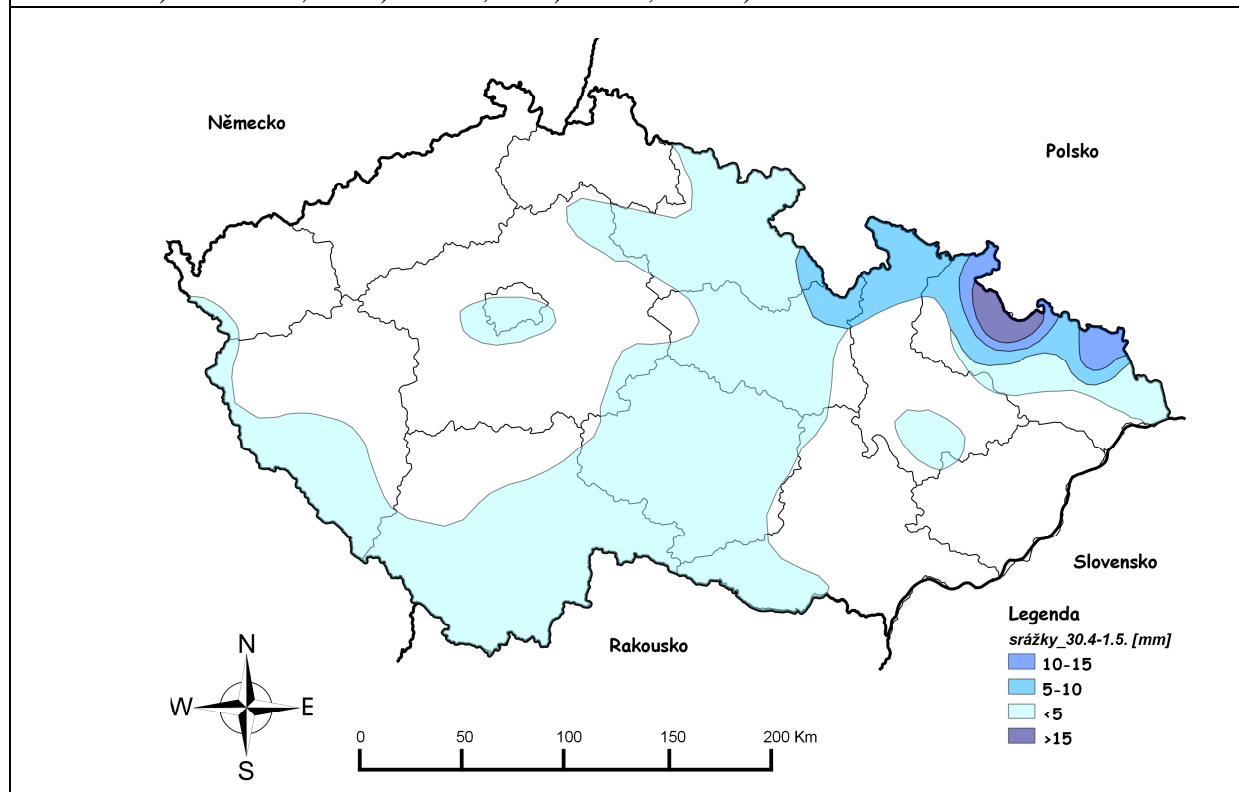 Německo
Polsko
Slovensko
Rakousko
Legenda
srážky_30.4-1.5. [mm]
10-15
5-10
<5
>15
N
W E
S
0 50 100 150 200 Km